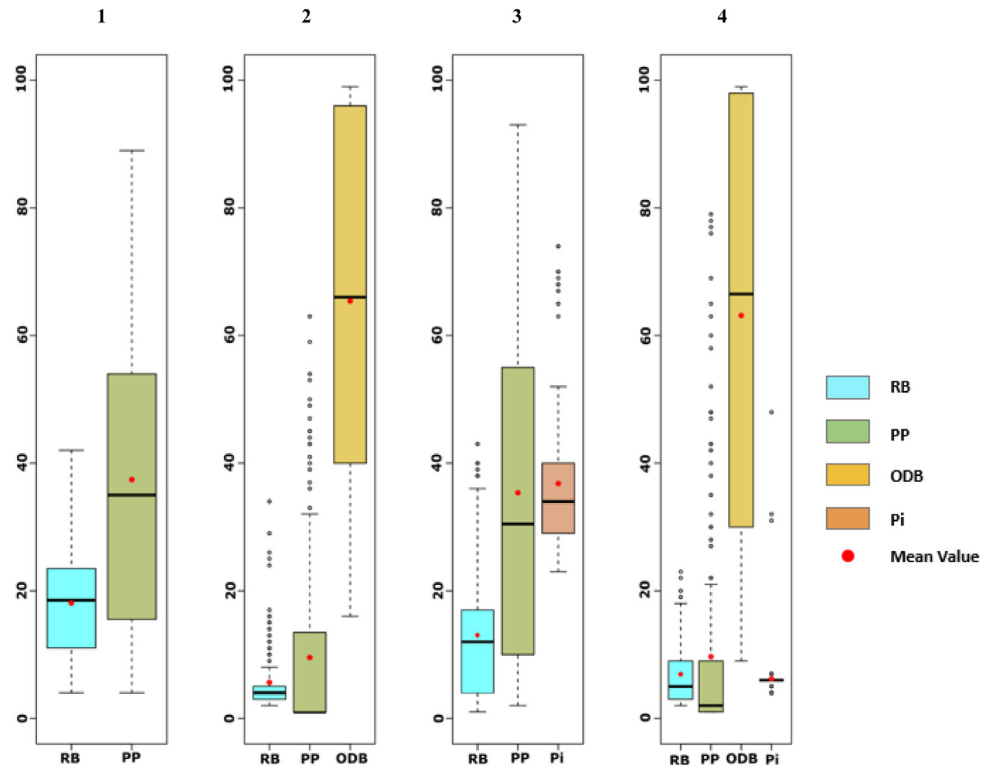 1 2 3 4
100 100 100 100
80 80 80 80
60 60 60 60
40 40 40 40
20 20 20 20
0 0 0 0
RB PP RB PP ODB RB PP Pi RB PP ODB Pi
RB
PP
ODB
Pi
Mean Value